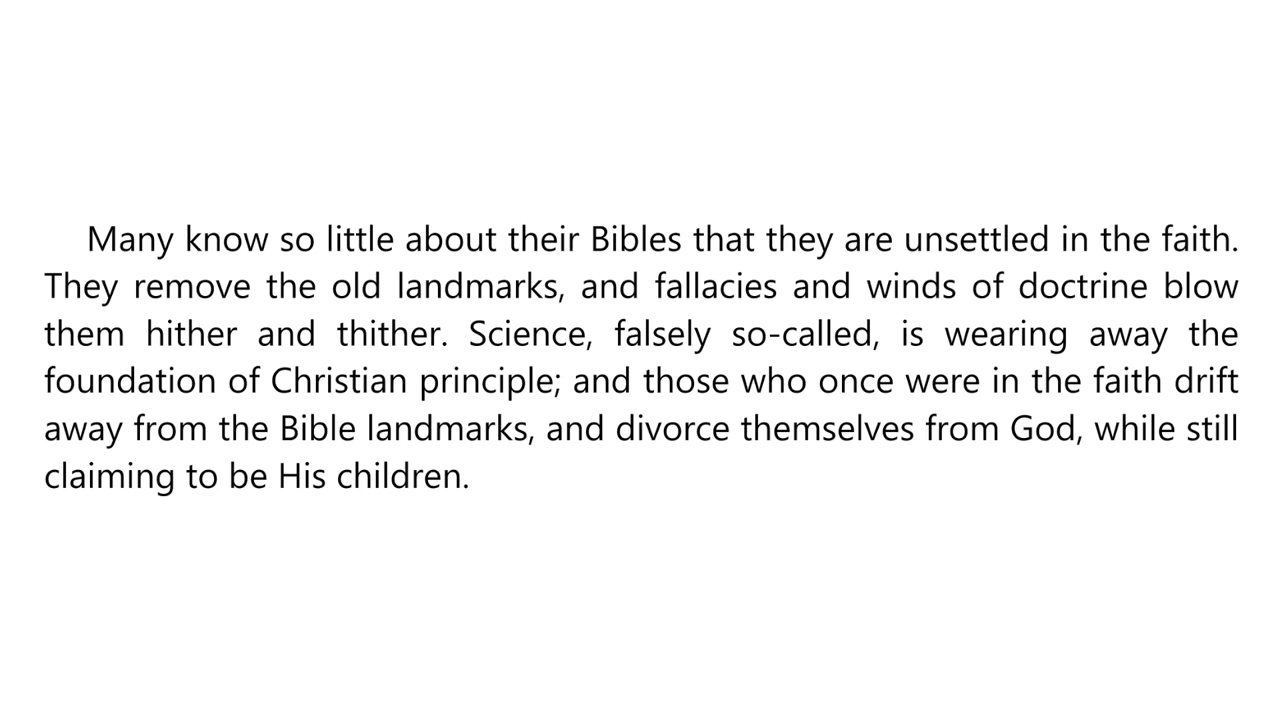 Many know so little about their Bibles that they are unsettled in the faith.
They remove the old landmarks, and fallacies and winds of doctrine blow
them hither and thither. Science, falsely so-called, is wearing away the
foundation of Christian principle; and those who once were in the faith drift
away from the Bible landmarks, and divorce themselves from God, while still
claiming to be His children.